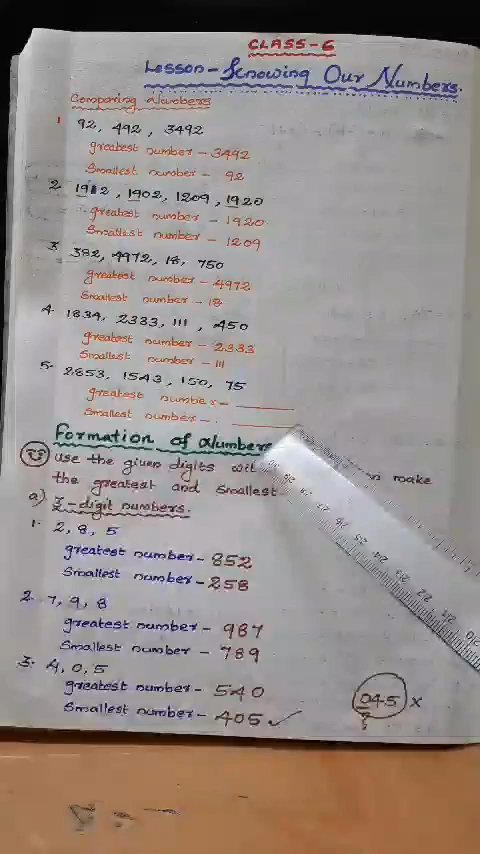 CLASS-6
Lesson - Knowing Our Numbers.
Comparing Numbers
1. 92, 492, 3492
greatest number - 3492
Smallest number - 92
2. 1912, 1902, 1209, 1920
greatest number - 1920
Smallest number - 1209
3. 382, 4972, 18, 750
greatest number - 4972
Smallest number - 18
4. 1834, 2333, 111, 450
greatest number - 2333
Smallest number - 111
5. 2853, 1543, 150, 75
greatest number -
Smallest number -
Formation of Numbers
use the given digits make
the greatest and smallest
a) 3-digit numbers.
1. 2, 8, 5
greatest number - 852
Smallest number - 258
2. 7, 9, 8
greatest number - 987
Smallest number - 789
3. 4, 0, 5
greatest number - 540
Smallest number - 405 ✓
045 ×